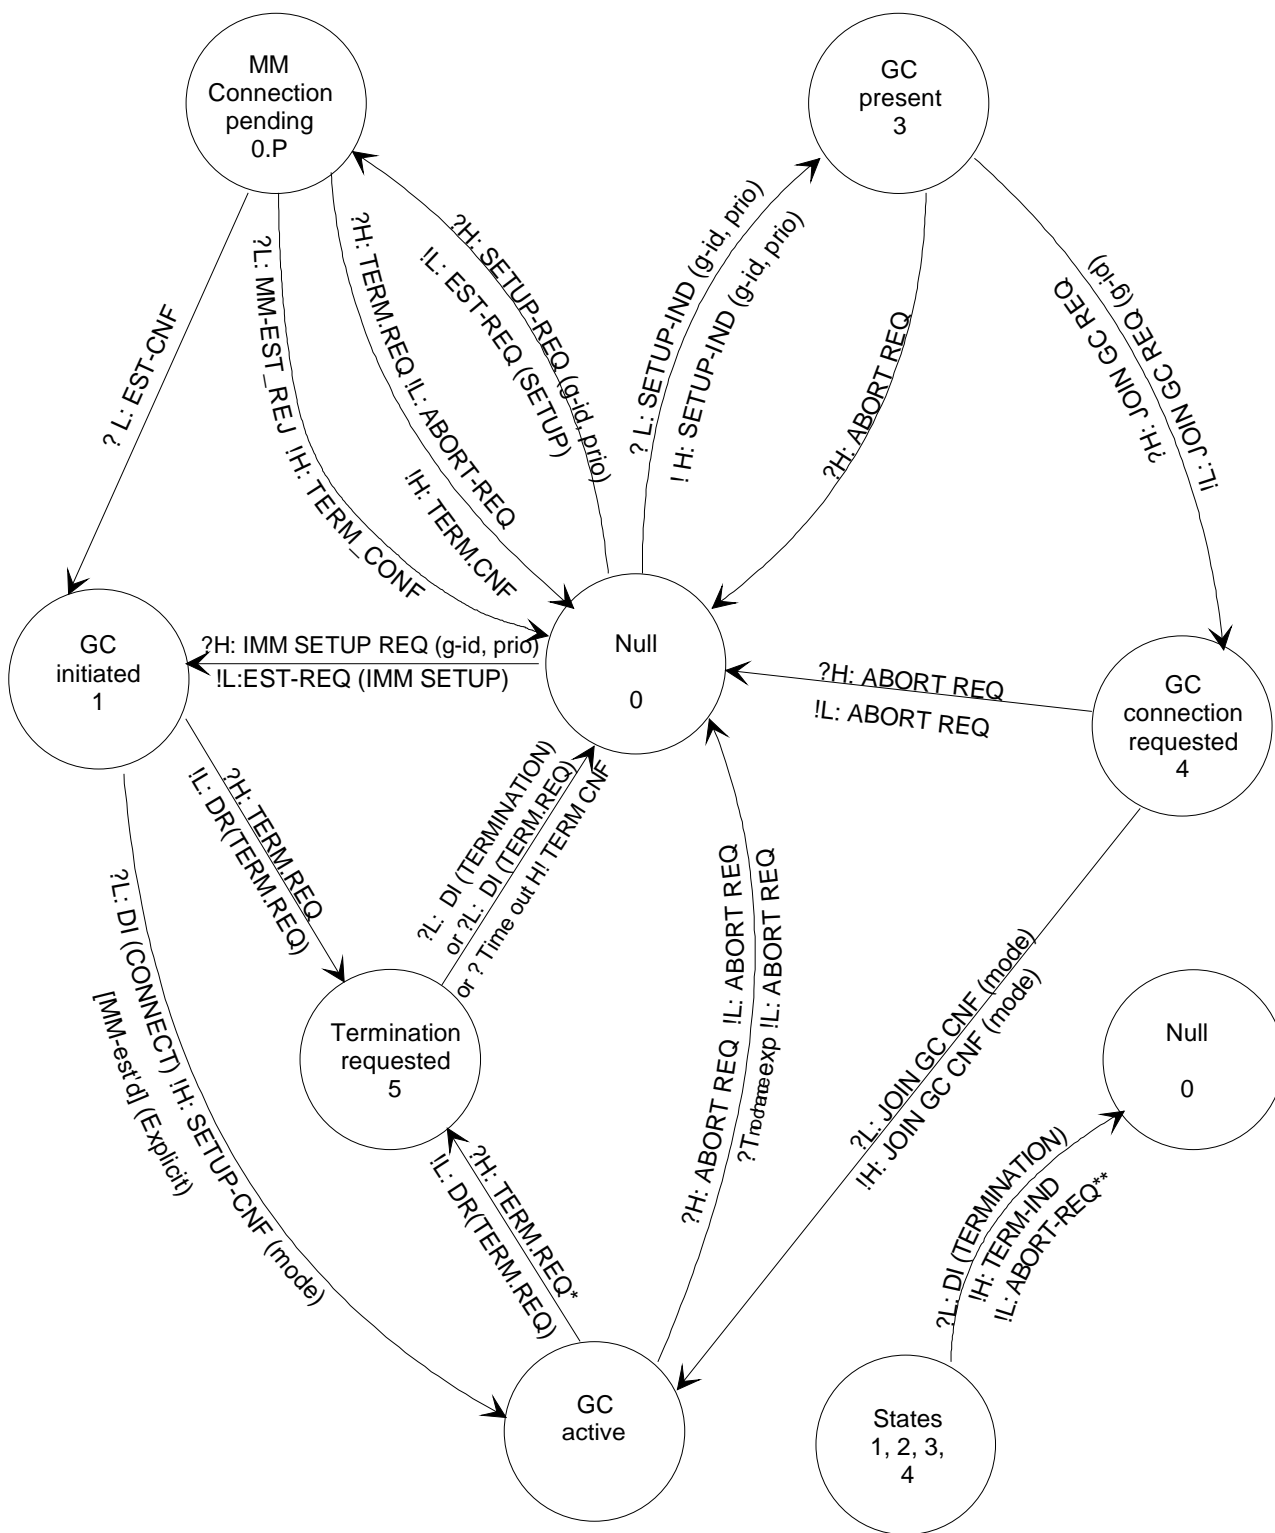 MM
Connection
pending
0.P
GC
present
3
?H: SETUP-REQ (g-id, prio)
!L: EST-REQ (SETUP)
?H: TERM.REQ !L: ABORT-REQ
!H: TERM.CNF
?L: MM-EST_REJ !H: TERM_CONF
? L: EST-CNF
? L: SETUP-IND (g-id, prio)
! H: SETUP-IND (g-id, prio)
?H: ABORT REQ
?H: JOIN GC REQ
!L: JOIN GC REQ (g-id)
GC
initiated
1
?H: IMM SETUP REQ (g-id, prio)
!L:EST-REQ (IMM SETUP)
Null
0
?H: ABORT REQ
!L: ABORT REQ
GC
connection
requested
4
?H: TERM.REQ
!L: DR(TERM.REQ)
?L: DI (TERMINATION)
or ?L: DI (TERM.REQ)
or ? Time out H! TERM CNF
?L: DI (CONNECT) !H: SETUP-CNF (mode)
[MM-est'd] (Explicit)
Termination
requested
5
?H: ABORT REQ !L: ABORT REQ
exp !L: ABORT REQ
?L: JOIN GC CNF (mode)
!H: JOIN GC CNF (mode)
Null
0
?H: TERM.REQ*
!L: DR(TERM.REQ)
?L: DI (TERMINATION)
!H: TERM-IND
!L: ABORT-REQ**
GC
active
States
1, 2, 3,
4